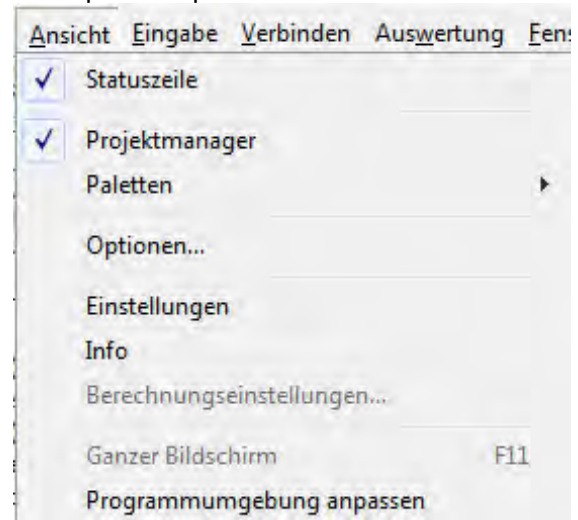 Ansicht Eingabe Verbinden Auswertung Fens
Statuszeile
Projektmanager
Paletten
Optionen...
Einstellungen
Info
Berechnungseinstellungen...
Ganzer Bildschirm F11
Programmumgebung anpassen